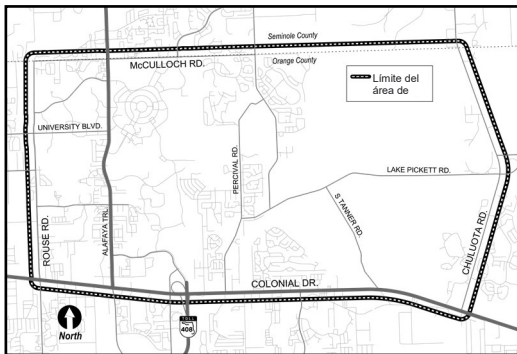 Seminole County
McCULLOCH RD.
Orange County
Límite del
área de
UNIVERSITY BLVD.
PERCIVAL RD.
LAKE PICKETT RD.
S TANNER RD.
ROUSE RD.
ALAFAYA TRL.
CHULUOTA RD.
COLONIAL DR.
TOLL
408
North